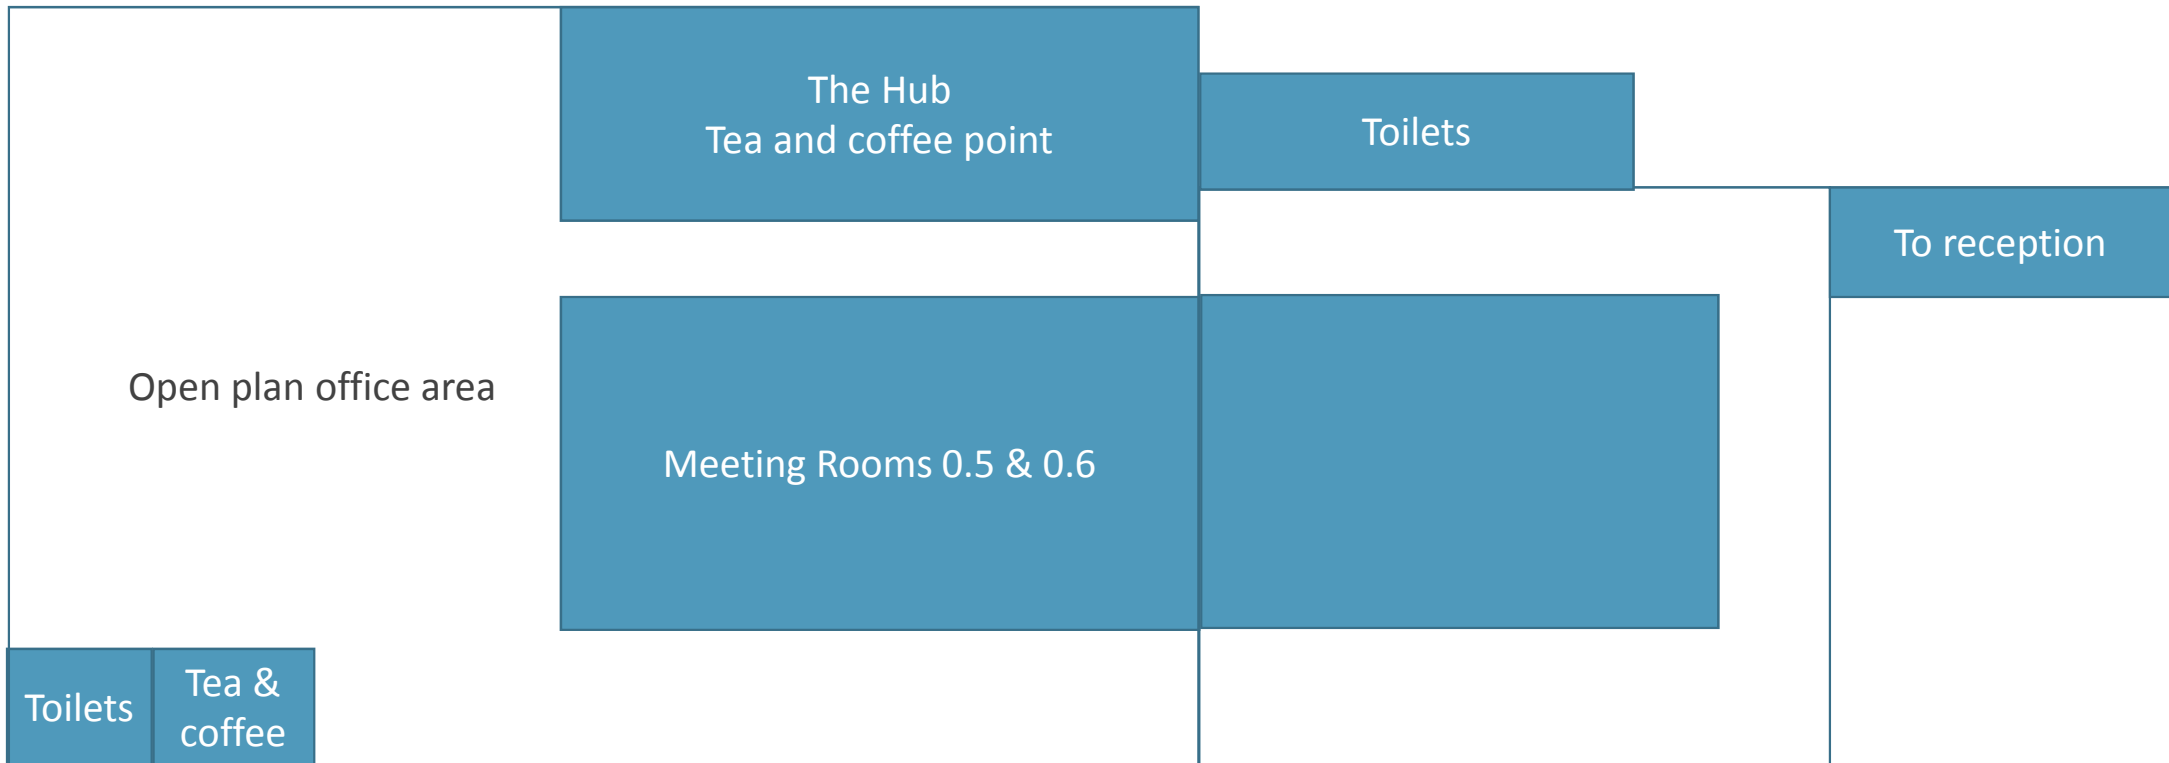 The Hub
Tea and coffee point
Toilets
To reception
Open plan office area
Meeting Rooms 0.5 & 0.6
Toilets
Tea &
coffee